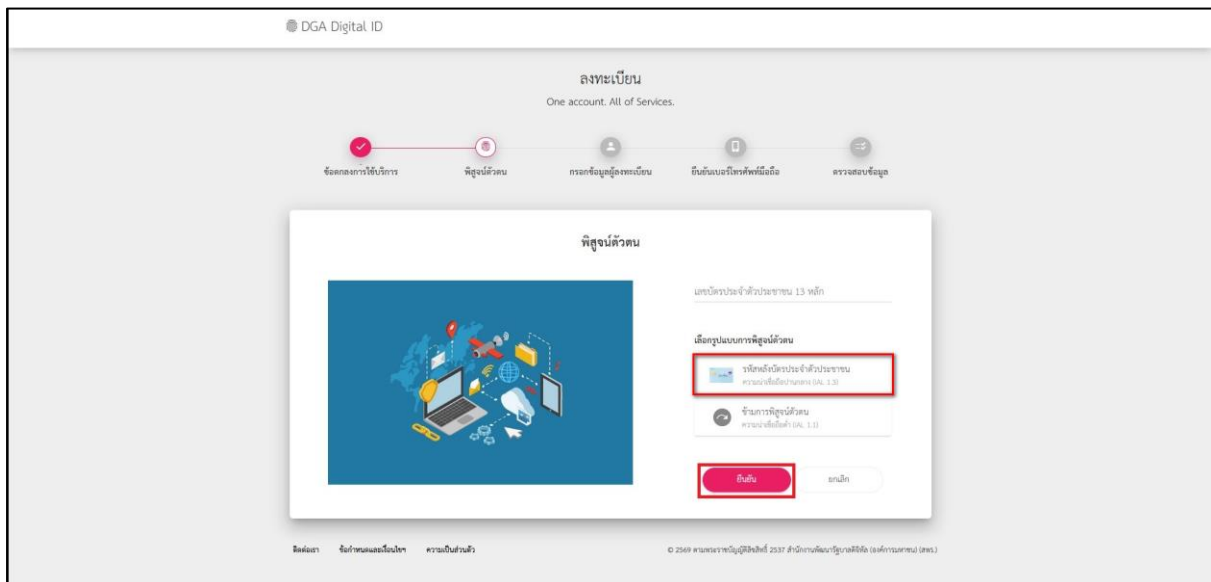 DGA Digital ID
ลงทะเบียน
One account. All of Services.
ข้อตกลงการใช้บริการ
พิสูจน์ตัวตน
กรอกข้อมูลผู้ลงทะเบียน
ยืนยันเบอร์โทรศัพท์มือถือ
ตรวจสอบข้อมูล
พิสูจน์ตัวตน
เลขบัตรประจำตัวประชาชน 13 หลัก
เลือกรูปแบบการพิสูจน์ตัวตน
รหัสหลังบัตรประจำตัวประชาชน
ความน่าเชื่อถือปานกลาง (IAL 1.3)
ข้ามการพิสูจน์ตัวตน
ความน่าเชื่อถือต่ำ (IAL 1.1)
ยืนยัน
ยกเลิก
ติดต่อเรา ข้อกำหนดและเงื่อนไขฯ ความเป็นส่วนตัว
© 2569 ตามพระราชบัญญัติลิขสิทธิ์ 2537 สำนักงานพัฒนารัฐบาลดิจิทัล (องค์การมหาชน) (สพร.)